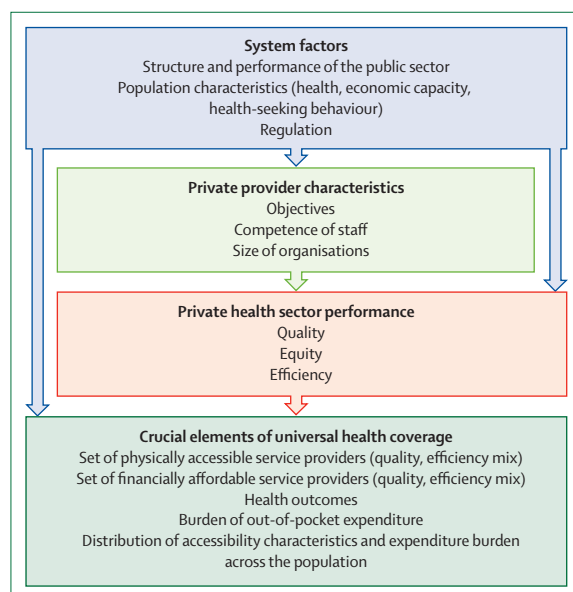 System factors
Structure and performance of the public sector
Population characteristics (health, economic capacity,
health-seeking behaviour)
Regulation
Private provider characteristics
Objectives
Competence of staff
Size of organisations
Private health sector performance
Quality
Equity
Efficiency
Crucial elements of universal health coverage
Set of physically accessible service providers (quality, efficiency mix)
Set of financially affordable service providers (quality, efficiency mix)
Health outcomes
Burden of out-of-pocket expenditure
Distribution of accessibility characteristics and expenditure burden
across the population